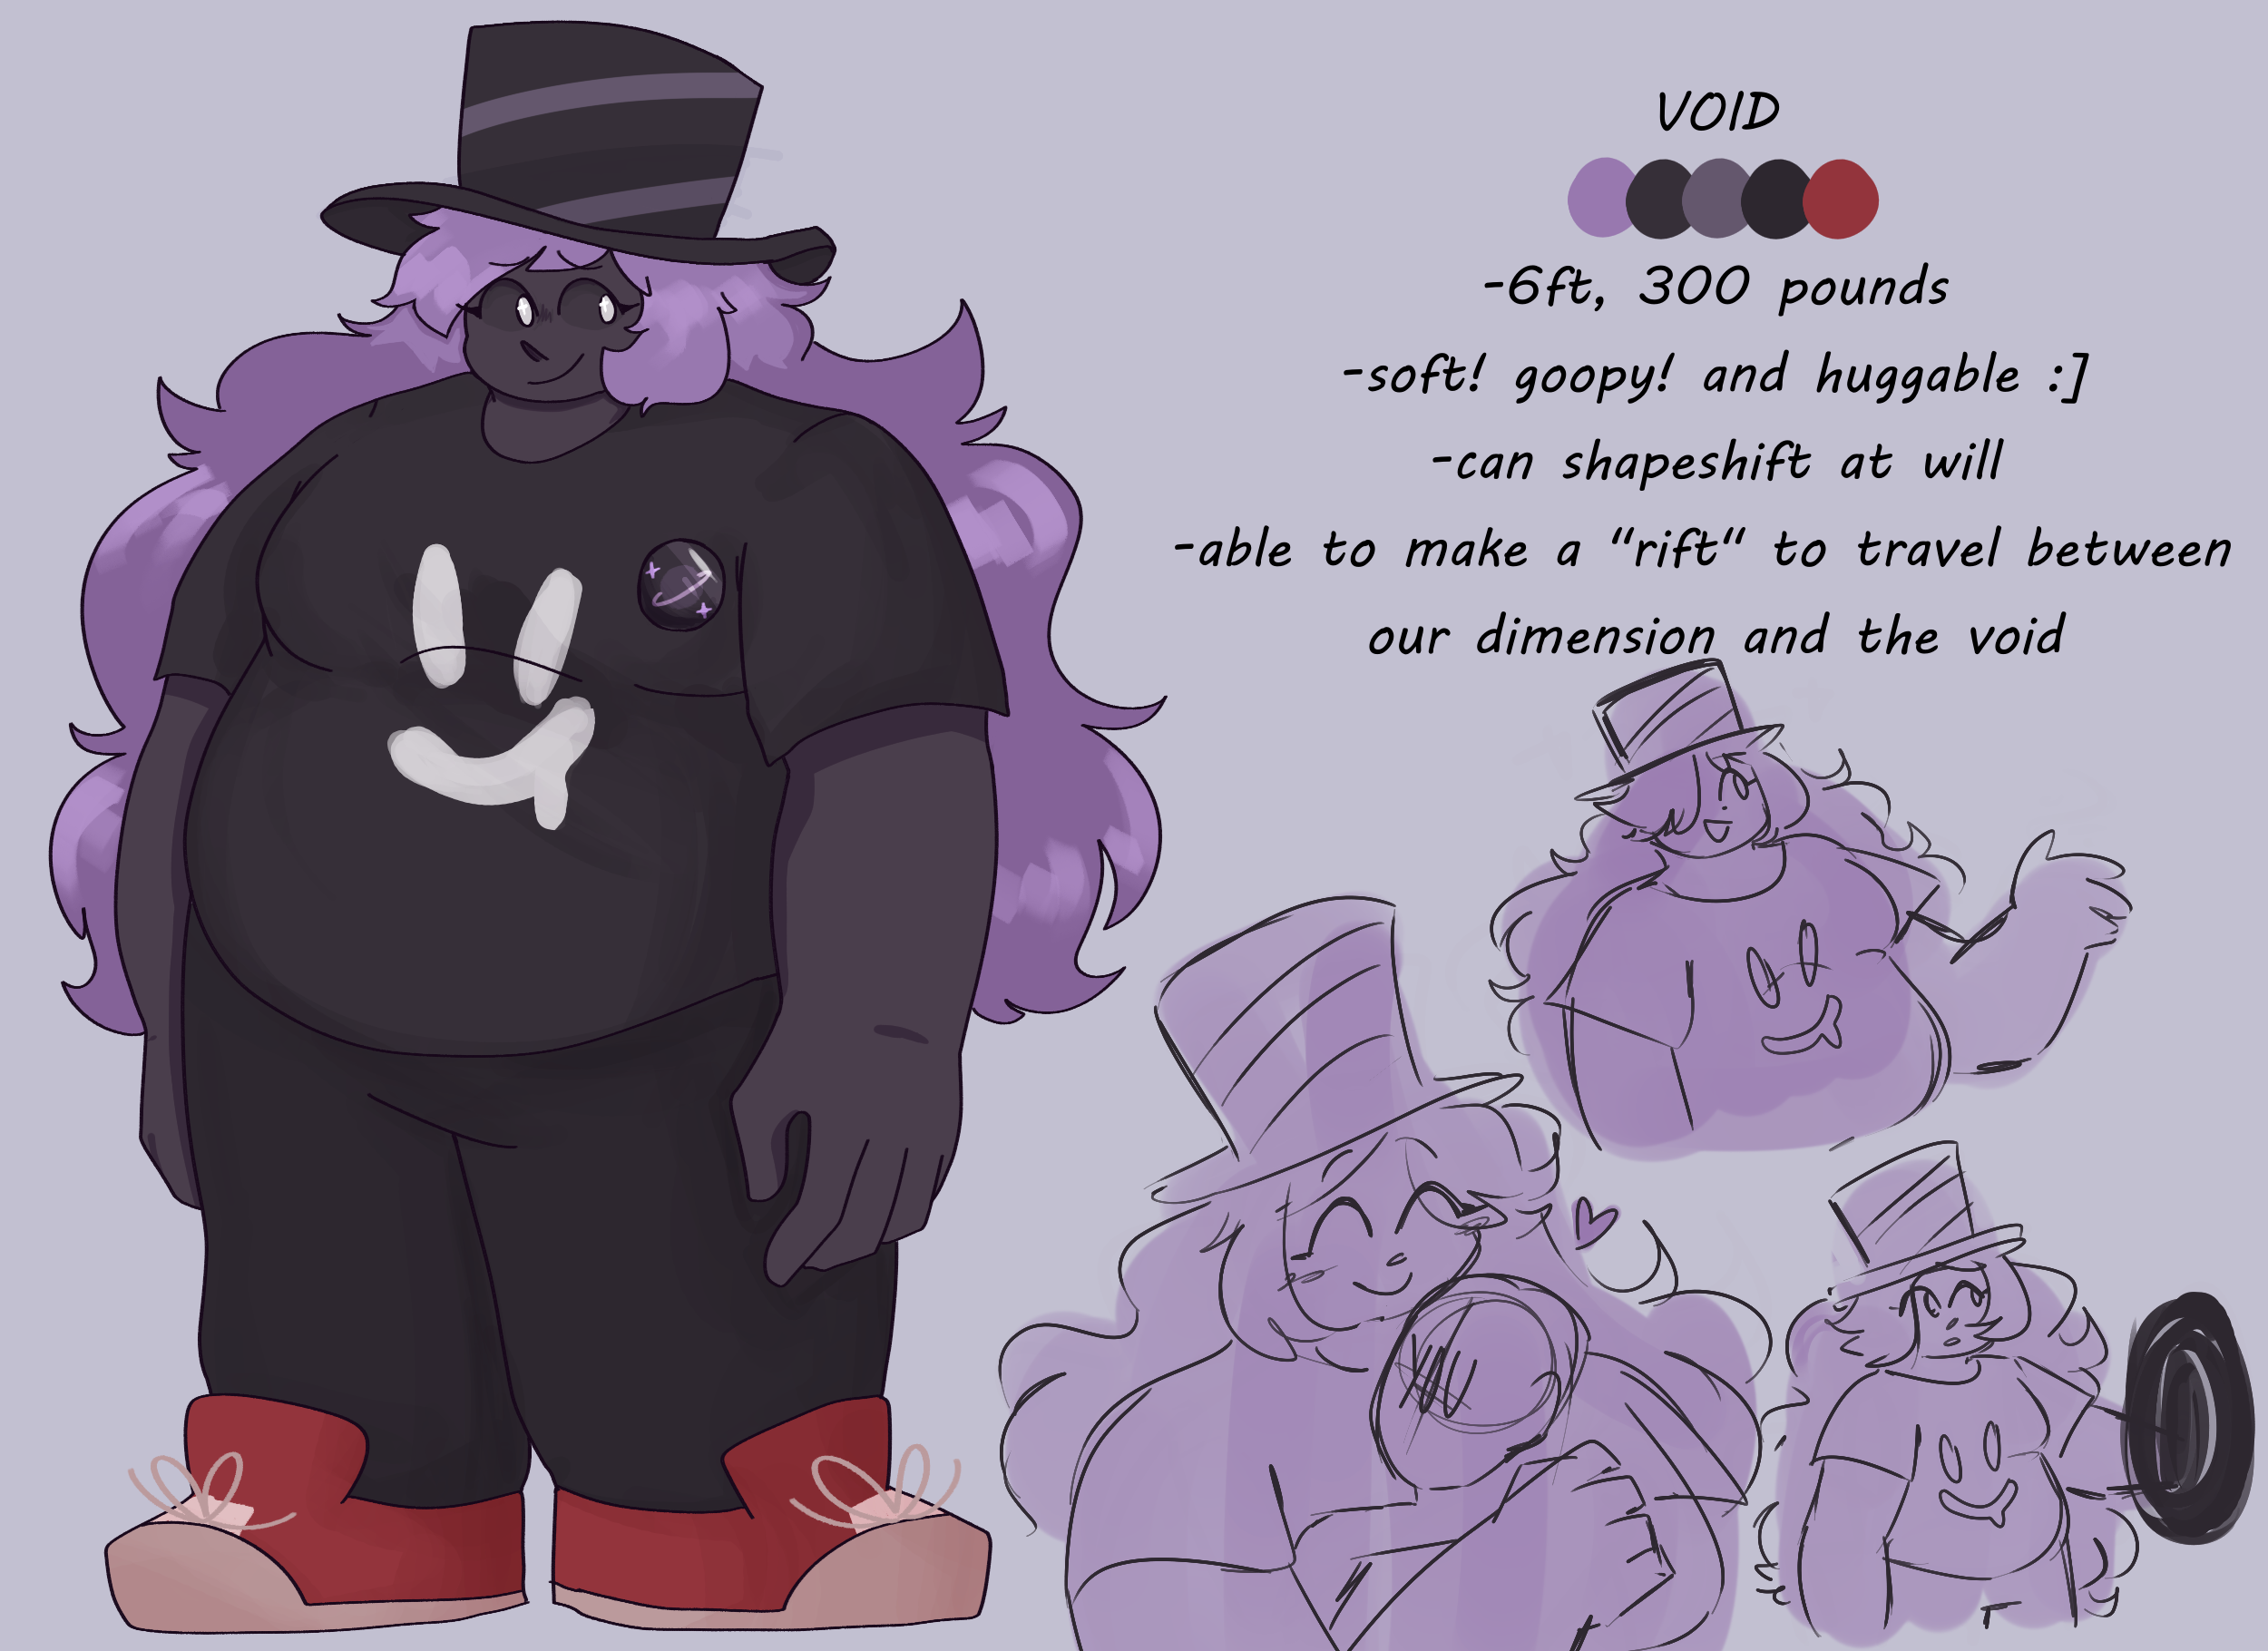 VOID
-6ft, 300 pounds
-soft! goopy! and huggable :]
-can shapeshift at will
-able to make a “rift“ to travel between
our dimension and the void